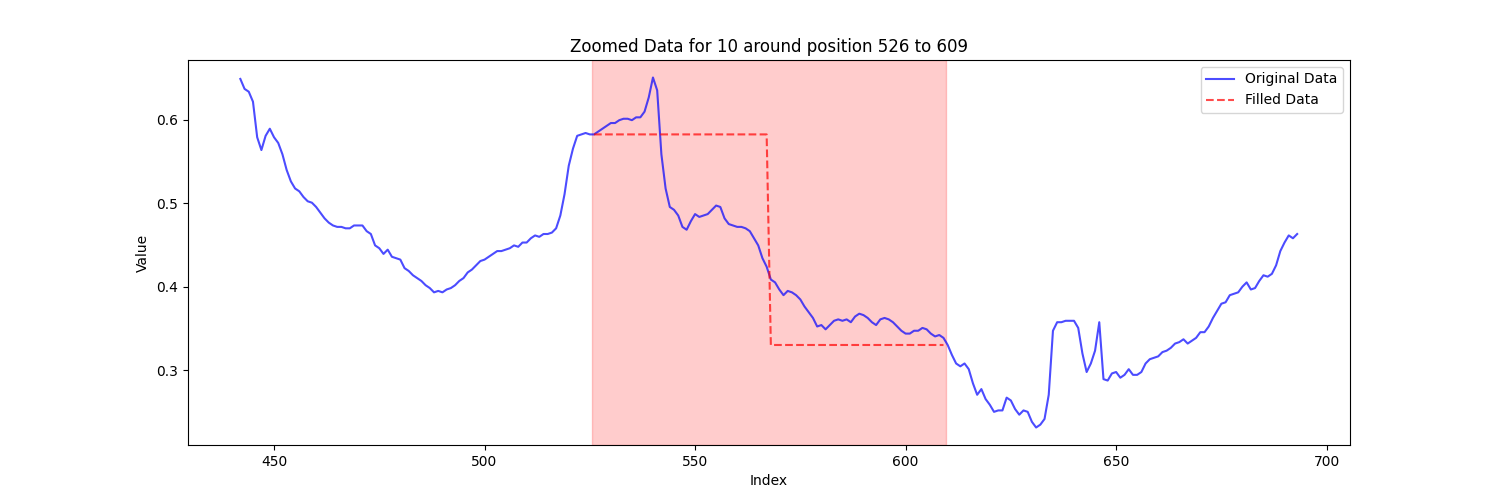 Zoomed Data for 10 around position 526 to 609
Original Data
Filled Data
0.6
0.5
0.4
0.3
Value
450
500
550
600
650
700
Index